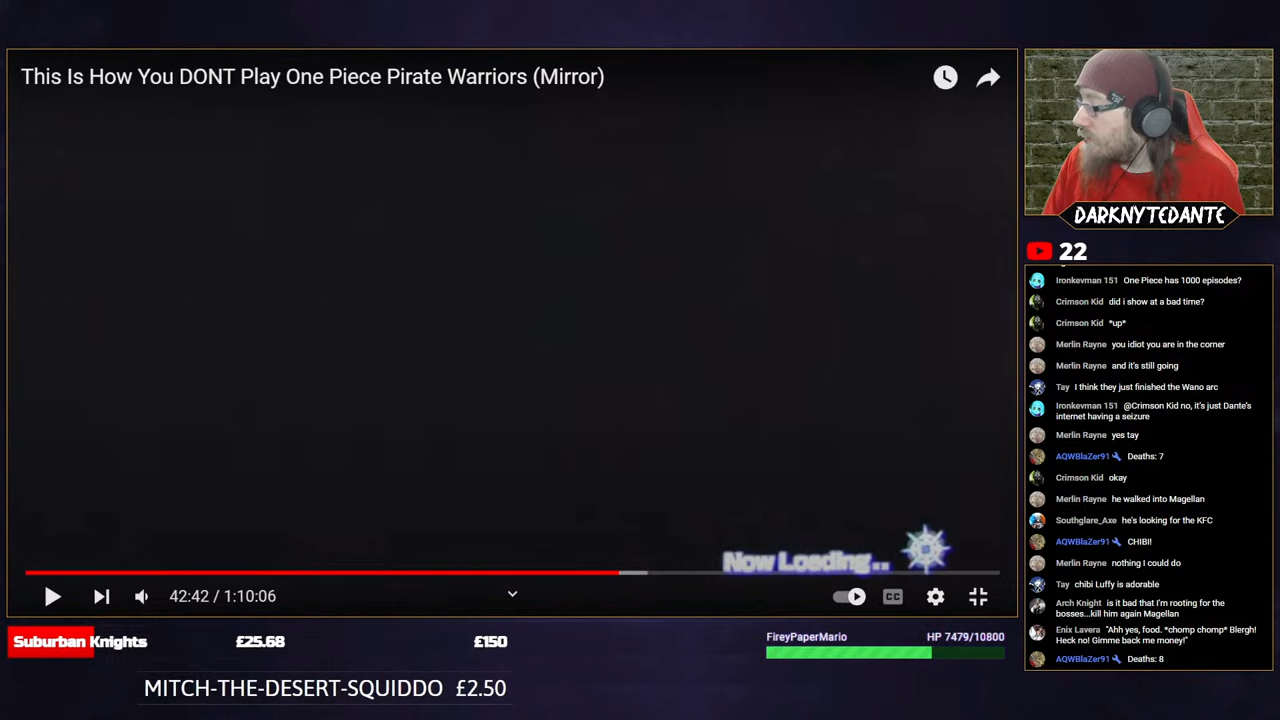 This Is How You DONT Play One Piece Pirate Warriors (Mirror)
Now Loading..
42:42 / 1:10:06
CC
DARKNYTEDANTE
22
Ironkevman 151 One Piece has 1000 episodes?
Crimson Kid did i show at a bad time?
Crimson Kid *up*
Merlin Rayne you idiot you are in the corner
Merlin Rayne and it's still going
Tay I think they just finished the Wano arc
Ironkevman 151 @Crimson Kid no, it's just Dante's
internet having a seizure
Merlin Rayne yes tay
AQWBlaZer91 Deaths: 7
Crimson Kid okay
Merlin Rayne he walked into Magellan
Southglare_Axe he's looking for the KFC
AQWBlaZer91 CHIBI!
Merlin Rayne nothing I could do
Tay chibi Luffy is adorable
Arch Knight is it bad that I'm rooting for the
bosses...kill him again Magellan
Enix Lavera "Ahh yes, food. *chomp chomp* Blergh!
Heck no! Gimme back me money!"
AQWBlaZer91 Deaths: 8
Suburban Knights £25.68 £150
FireyPaperMario HP 7479/10800
MITCH-THE-DESERT-SQUIDDO £2.50